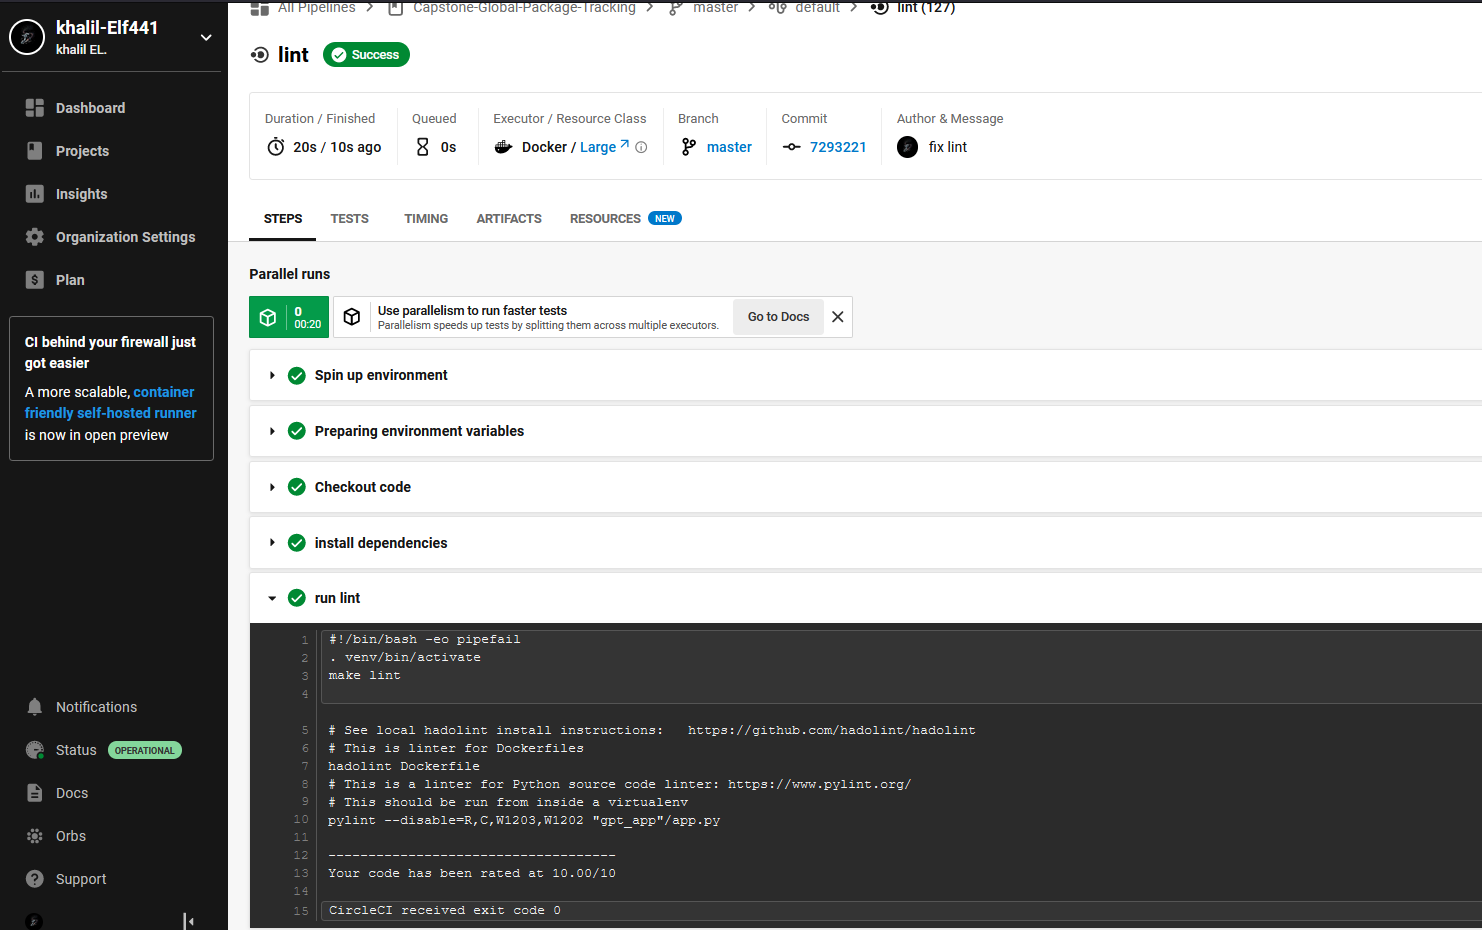 khalil-Elf441
khalil EL.
Dashboard
Projects
Insights
Organization Settings
Plan
CI behind your firewall just
got easier
A more scalable, container
friendly self-hosted runner
is now in open preview
Notifications
Status OPERATIONAL
Docs
Orbs
Support
All Pipelines Capstone-Global-Package-Tracking master default lint (127)
lint Success
Duration / Finished
20s / 10s ago
Queued
0s
Executor / Resource Class
Docker / Large
Branch
master
Commit
7293221
Author & Message
fix lint
STEPS TESTS TIMING ARTIFACTS RESOURCES NEW
Parallel runs
0
00:20
Use parallelism to run faster tests
Parallelism speeds up tests by splitting them across multiple executors.
Go to Docs
Spin up environment
Preparing environment variables
Checkout code
install dependencies
run lint
1 #!/bin/bash -eo pipefail
2 . venv/bin/activate
3 make lint
4
5 # See local hadolint install instructions:   https://github.com/hadolint/hadolint
6 # This is linter for Dockerfiles
7 hadolint Dockerfile
8 # This is a linter for Python source code linter: https://www.pylint.org/
9 # This should be run from inside a virtualenv
10 pylint --disable=R,C,W1203,W1202 "gpt_app"/app.py
11
12 ------------------------------------
13 Your code has been rated at 10.00/10
14
15 CircleCI received exit code 0